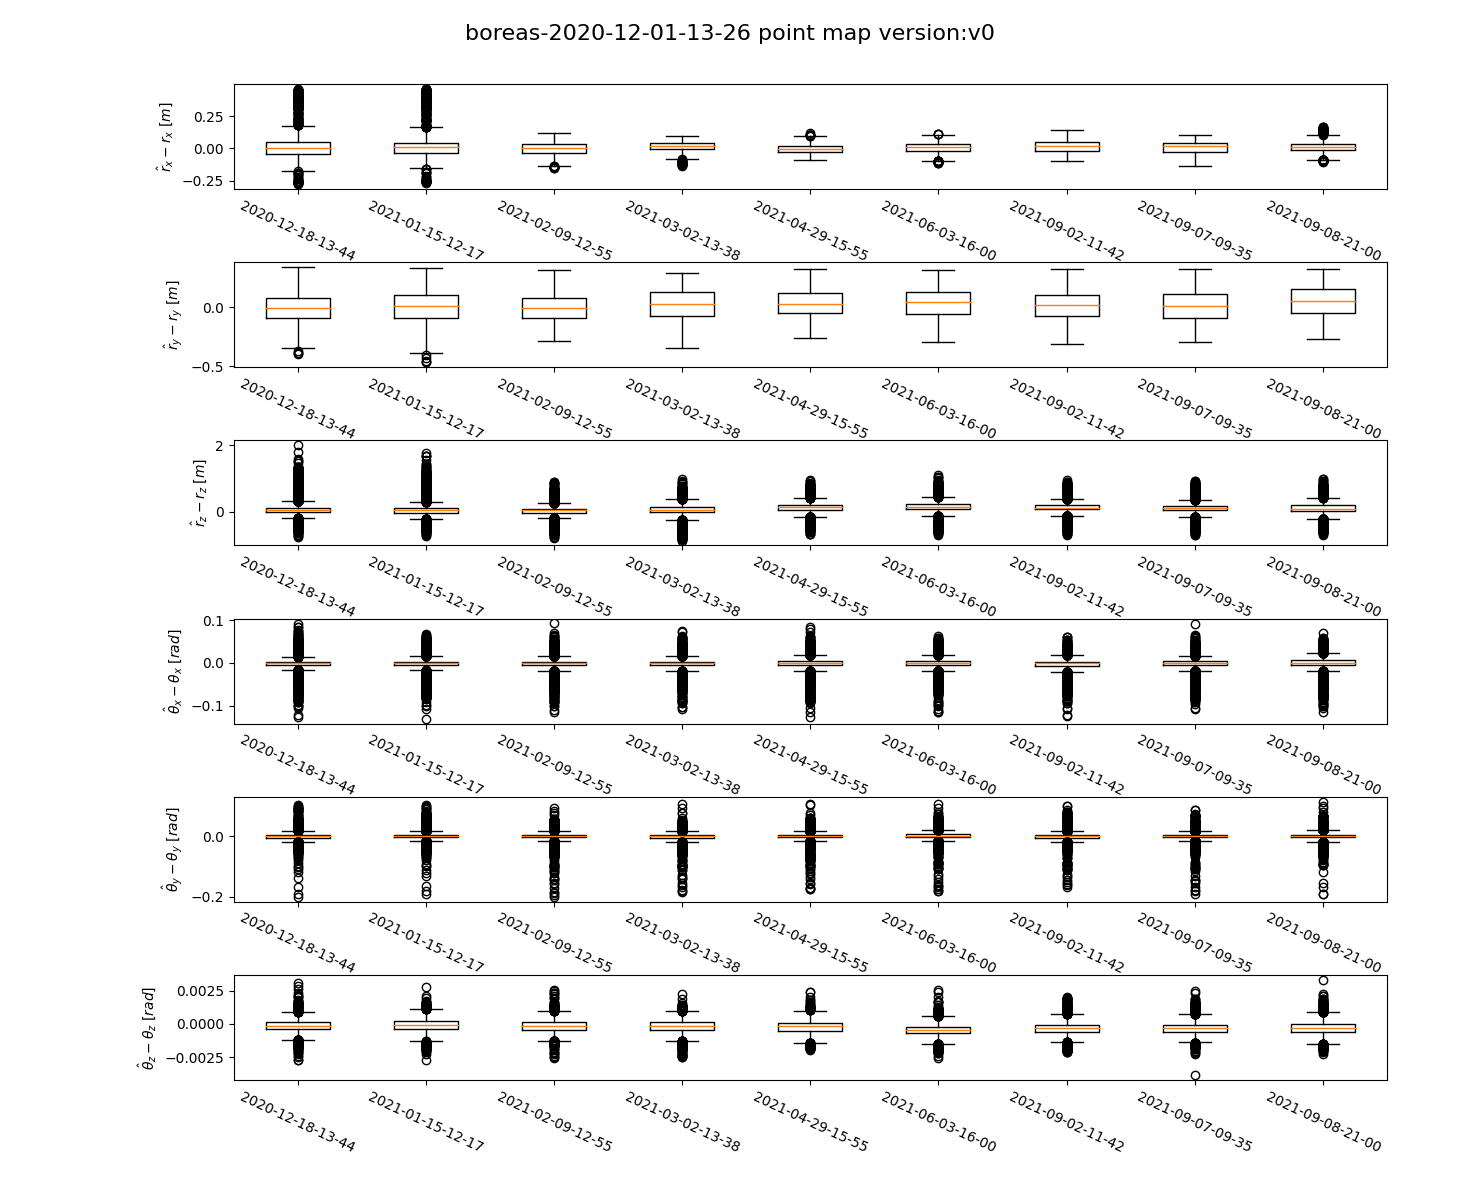 boreas-2020-12-01-13-26 point map version:v0
r̂_x − r_x [m]
0.25
0.00
−0.25
2020-12-18-13-44 2021-01-15-12-17 2021-02-09-12-55 2021-03-02-13-38 2021-04-29-15-55 2021-06-03-16-00 2021-09-02-11-42 2021-09-07-09-35 2021-09-08-21-00
r̂_y − r_y [m]
0.0
−0.5
2020-12-18-13-44 2021-01-15-12-17 2021-02-09-12-55 2021-03-02-13-38 2021-04-29-15-55 2021-06-03-16-00 2021-09-02-11-42 2021-09-07-09-35 2021-09-08-21-00
r̂_z − r_z [m]
2
0
2020-12-18-13-44 2021-01-15-12-17 2021-02-09-12-55 2021-03-02-13-38 2021-04-29-15-55 2021-06-03-16-00 2021-09-02-11-42 2021-09-07-09-35 2021-09-08-21-00
θ̂_x − θ_x [rad]
0.1
0.0
−0.1
2020-12-18-13-44 2021-01-15-12-17 2021-02-09-12-55 2021-03-02-13-38 2021-04-29-15-55 2021-06-03-16-00 2021-09-02-11-42 2021-09-07-09-35 2021-09-08-21-00
θ̂_y − θ_y [rad]
0.0
−0.2
2020-12-18-13-44 2021-01-15-12-17 2021-02-09-12-55 2021-03-02-13-38 2021-04-29-15-55 2021-06-03-16-00 2021-09-02-11-42 2021-09-07-09-35 2021-09-08-21-00
θ̂_z − θ_z [rad]
0.0025
0.0000
−0.0025
2020-12-18-13-44 2021-01-15-12-17 2021-02-09-12-55 2021-03-02-13-38 2021-04-29-15-55 2021-06-03-16-00 2021-09-02-11-42 2021-09-07-09-35 2021-09-08-21-00